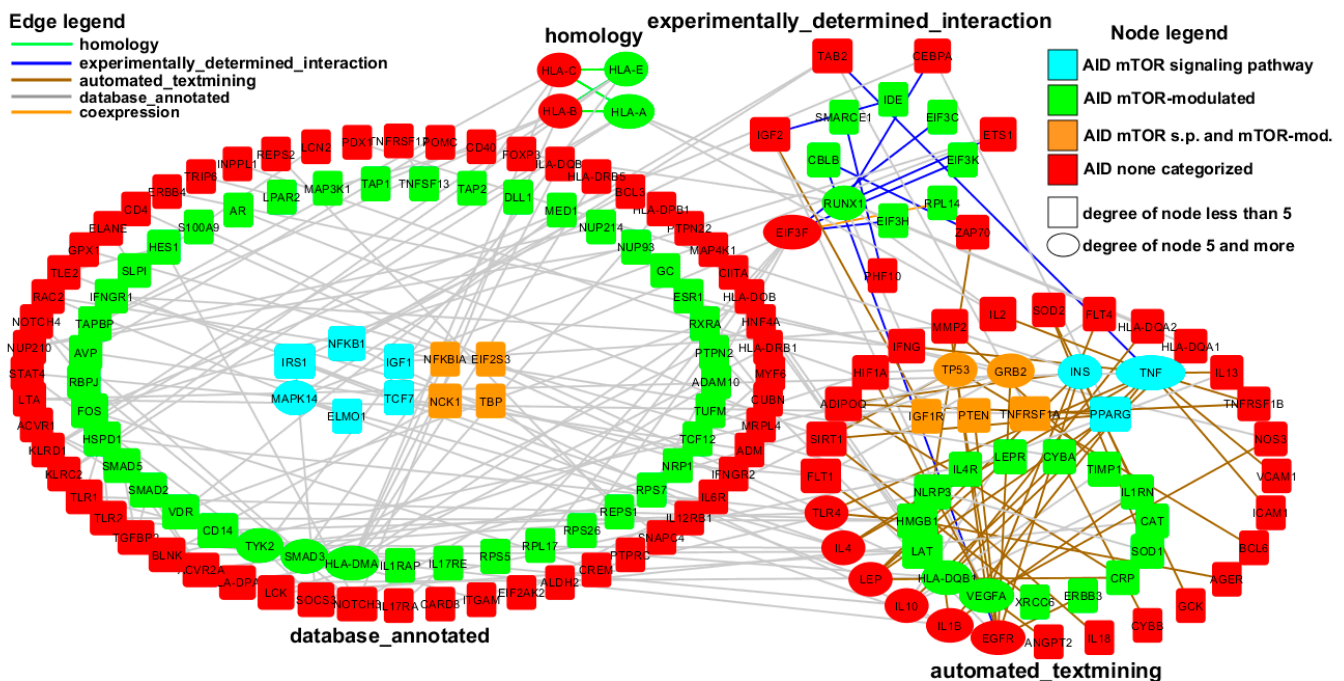 Edge legend
homology
experimentally_determined_interaction
automated_textmining
database_annotated
coexpression
homology
HLA-C
HLA-E
HLA-B
HLA-A
experimentally_determined_interaction
TAB2
CEBPA
IDE
SMARCE1
EIF3C
IGF2
ETS1
CBLB
EIF3K
RUNX1
RPL14
EIF3H
EIF3F
ZAP70
PHF10
Node legend
AID mTOR signaling pathway
AID mTOR-modulated
AID mTOR s.p. and mTOR-mod.
AID none categorized
degree of node less than 5
degree of node 5 and more
PDX1
POMC
CD40
FOXP3
LCN2
REPS2
INPPL1
TRIP6
ERBB4
CD4
ELANE
GPX1
TLE2
RAC2
NOTCH4
NUP210
STAT4
LTA
ACVR1
KLRD1
KLRC2
TLR1
TLR2
BLNK
ACVR2A
LCK
SOCS3
NOTCH3
IL17RA
CARD8
ITGAM
EIF2AK2
ALDH2
CREM
PTPRC
SNAPC4
IL12RB1
IL6R
IFNGR2
ADM
MRPL4
CUBN
MYF6
HLA-DRB1
HNF4A
HLA-DOB
CIITA
MAP4K1
PTPN22
HLA-DPB1
BCL3
HLA-DRB5
MAP3K1
TAP1
TNFSF13
TAP2
DLL1
MED1
NUP214
NUP93
GC
ESR1
RXRA
PTPN2
ADAM10
TUFM
TCF12
NRP1
RPS7
REPS1
RPS26
RPL17
RPS5
IL17RE
IL1RAP
HLA-DMA
SMAD3
TYK2
CD14
VDR
SMAD2
SMAD5
HSPD1
FOS
RBPJ
AVP
TAPBP
IFNGR1
SLPI
HES1
S100A9
AR
LPAR2
NFKB1
IRS1
IGF1
NFKBIA
EIF2S3
MAPK14
ELMO1
TCF7
NCK1
TBP
database_annotated
IL2
SOD2
FLT4
MMP2
HLA-DQA2
HLA-DQA1
IFNG
HIF1A
IL13
TP53
GRB2
INS
TNF
ADIPOQ
TNFRSF1B
IGF1R
PTEN
TNFRSF1A
PPARG
SIRT1
NOS3
FLT1
LEPR
CYBA
IL4R
TIMP1
VCAM1
NLRP3
IL1RN
TLR4
HMGB1
CAT
ICAM1
IL4
LAT
SOD1
BCL6
LEP
HLA-DQB1
CRP
AGER
VEGFA
XRCC6
ERBB3
IL10
GCK
IL1B
EGFR
ANGPT2
IL18
CYBB
automated_textmining